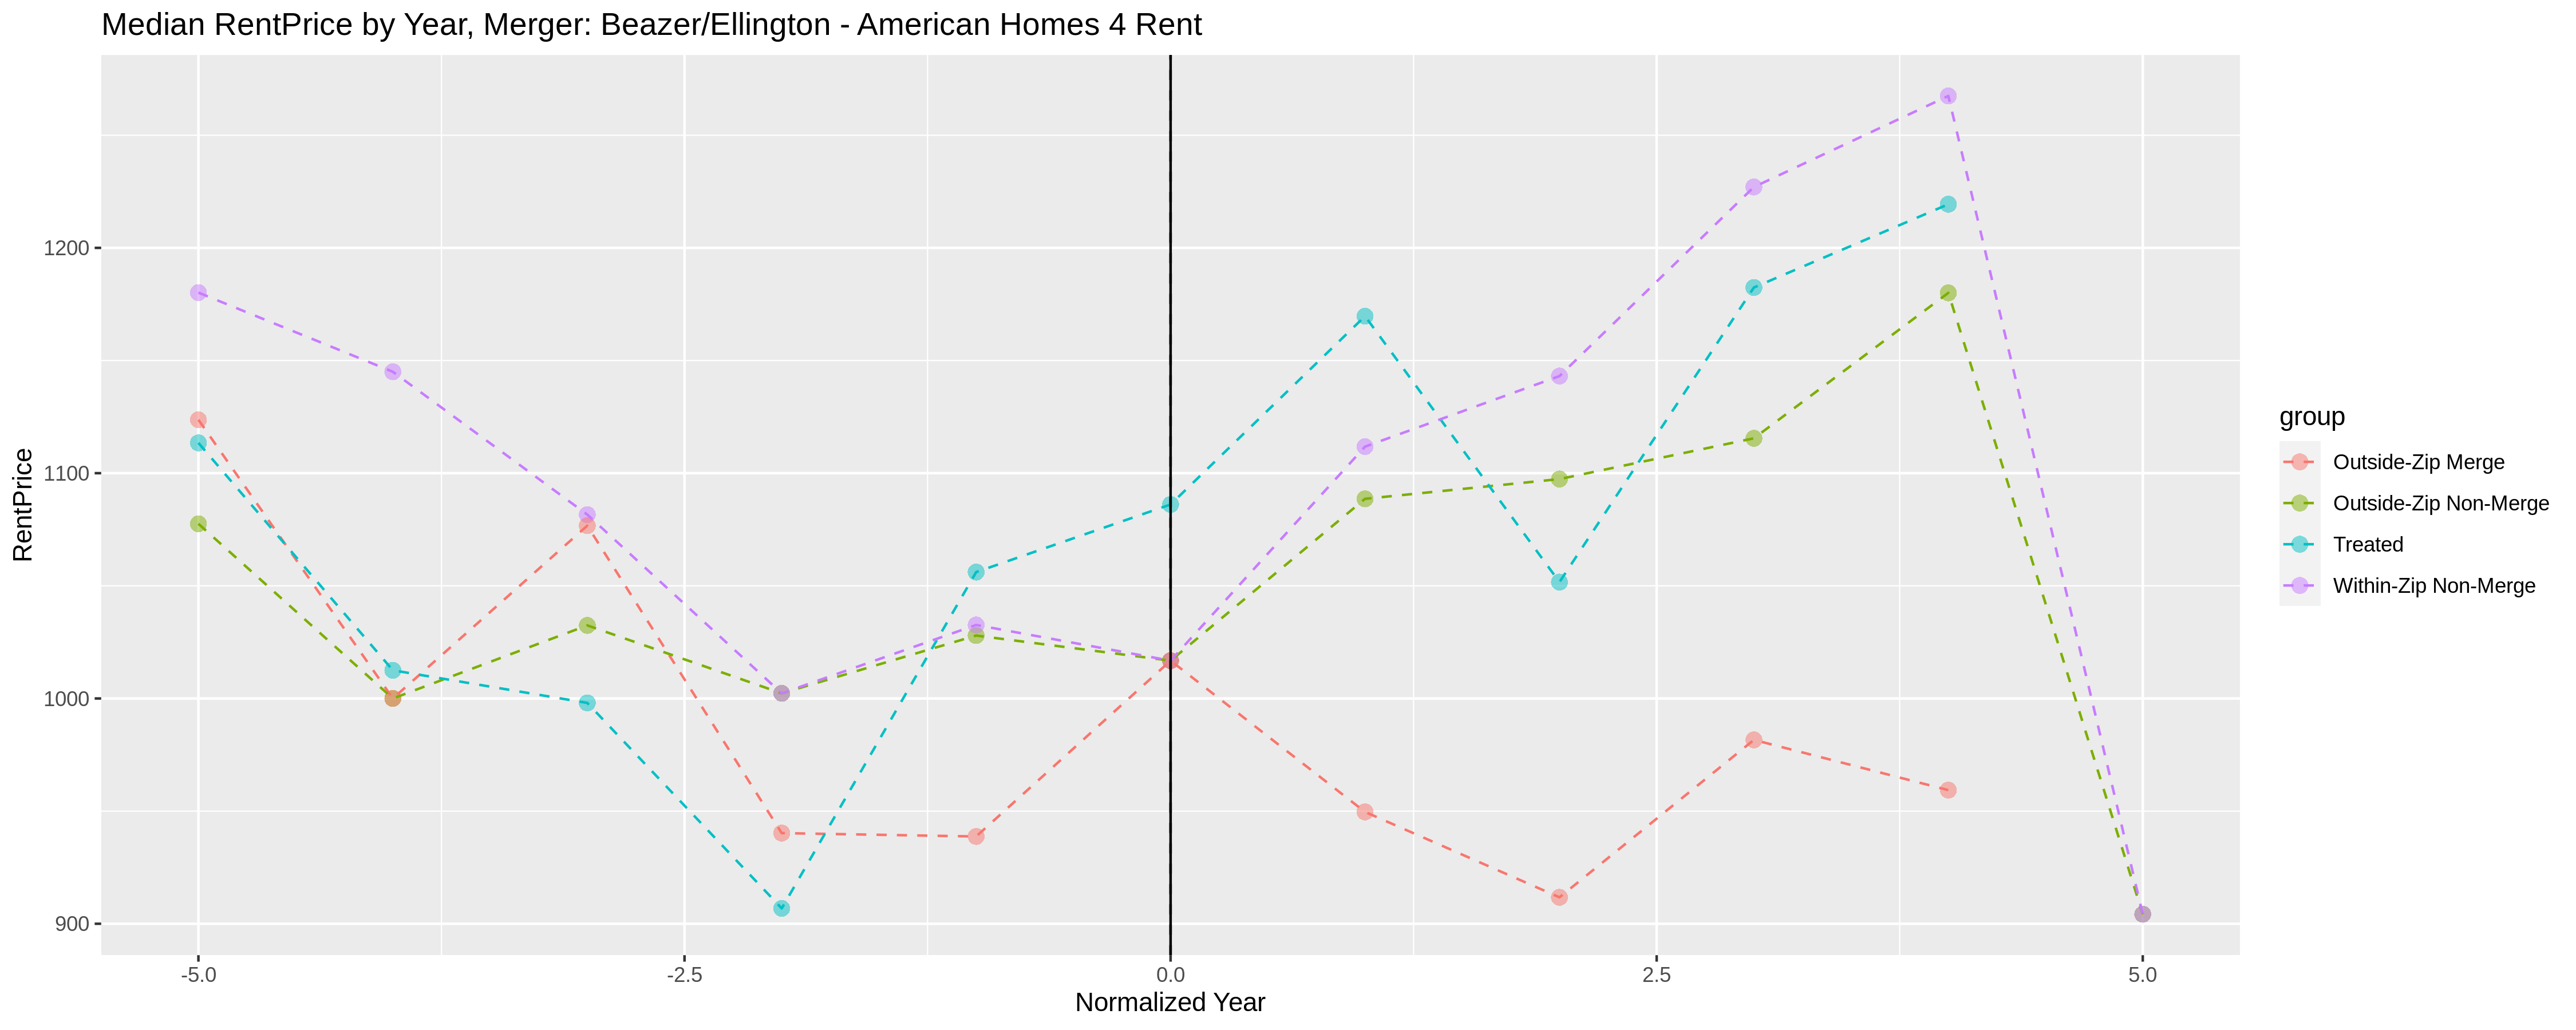 Median RentPrice by Year, Merger: Beazer/Ellington - American Homes 4 Rent
RentPrice
1200
1100
1000
900
-5.0
-2.5
0.0
2.5
5.0
Normalized Year
group
Outside-Zip Merge
Outside-Zip Non-Merge
Treated
Within-Zip Non-Merge